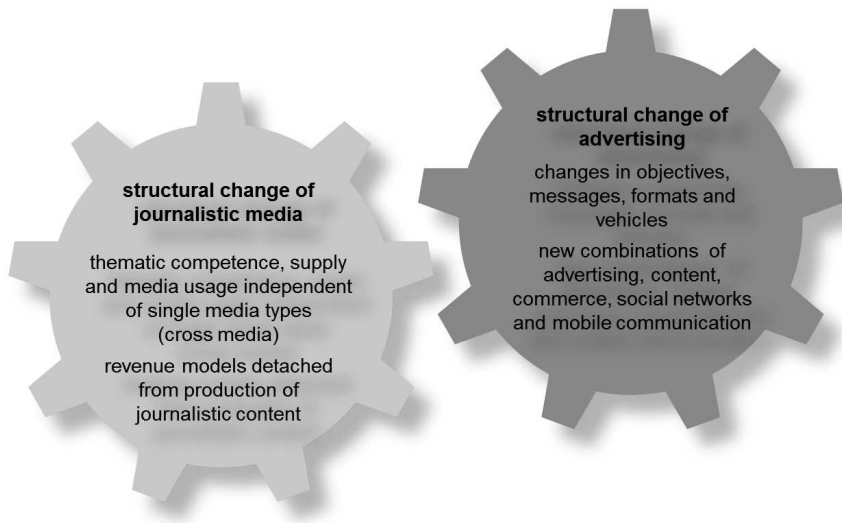 structural change of
journalistic media
thematic competence, supply
and media usage independent
of single media types
(cross media)
revenue models detached
from production of
journalistic content
structural change of
advertising
changes in objectives,
messages, formats and
vehicles
new combinations of
advertising, content,
commerce, social networks
and mobile communication